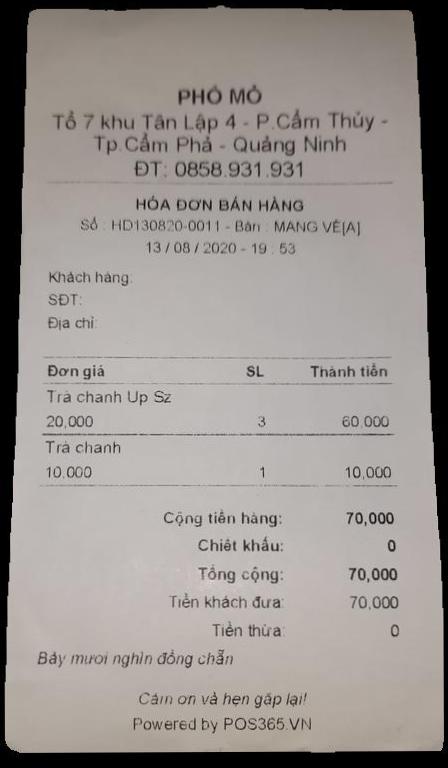 PHỐ MỎ
Tổ 7 khu Tân Lập 4 - P.Cẩm Thủy -
Tp.Cẩm Phả - Quảng Ninh
ĐT: 0858.931.931
HÓA ĐƠN BÁN HÀNG
Số : HD130820-0011 - Bàn : MANG VỀ[A]
13 / 08 / 2020 - 19 : 53
Khách hàng:
SĐT:
Địa chỉ:
Đơn giá SL Thành tiền
Trà chanh Up Sz
20,000 3 60,000
Trà chanh
10.000 1 10,000
Cộng tiền hàng: 70,000
Chiết khấu: 0
Tổng cộng: 70,000
Tiền khách đưa: 70,000
Tiền thừa: 0
Bảy mươi nghìn đồng chẵn
Cảm ơn và hẹn gặp lại!
Powered by POS365.VN